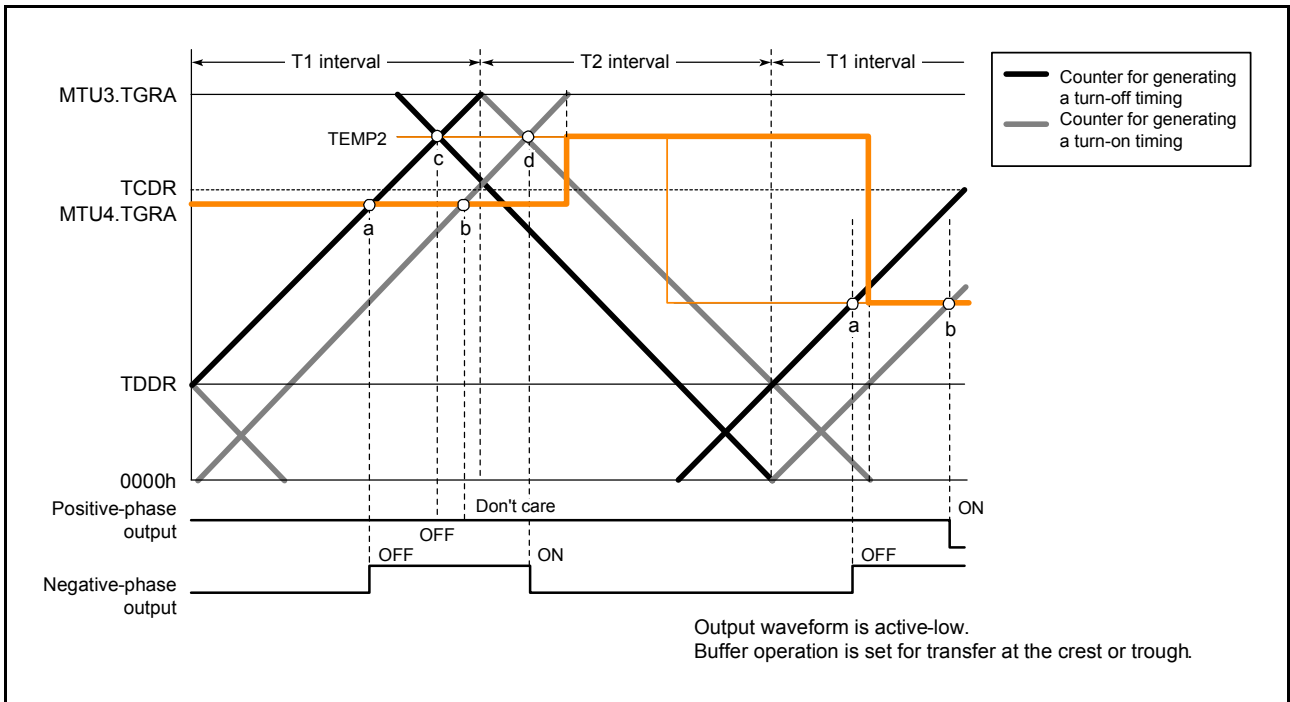 T1 interval
T2 interval
T1 interval
Counter for generating
a turn-off timing
Counter for generating
a turn-on timing
MTU3.TGRA
TEMP2
c
d
TCDR
MTU4.TGRA
a
b
a
b
TDDR
0000h
Positive-phase
output
Don't care
ON
OFF
OFF
ON
OFF
Negative-phase
output
Output waveform is active-low.
Buffer operation is set for transfer at the crest or trough.